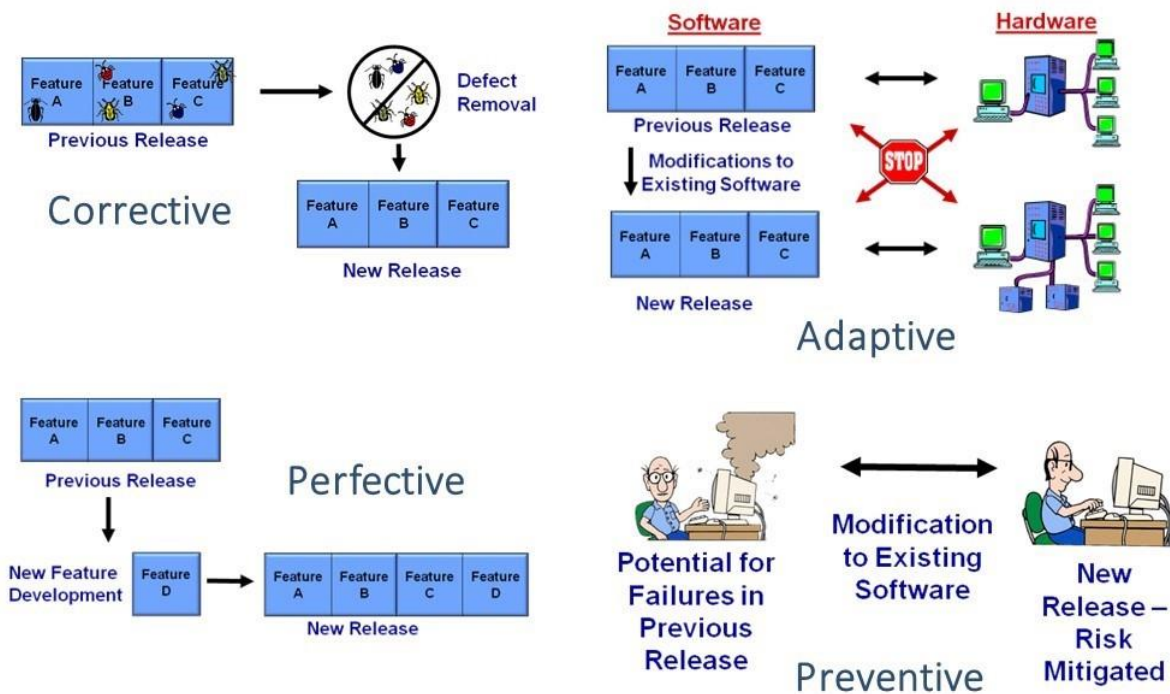 Feature
A
Feature
B
Feature
C
Previous Release
Defect
Removal
Feature
A
Feature
B
Feature
C
New Release
Corrective
Software
Hardware
Feature
A
Feature
B
Feature
C
Previous Release
Modifications to
Existing Software
STOP
Feature
A
Feature
B
Feature
C
New Release
Adaptive
Feature
A
Feature
B
Feature
C
Previous Release
Perfective
New Feature
Development
Feature
D
Feature
A
Feature
B
Feature
C
Feature
D
New Release
Potential for
Failures in
Previous
Release
Modification
to Existing
Software
New
Release –
Risk
Mitigated
Preventive